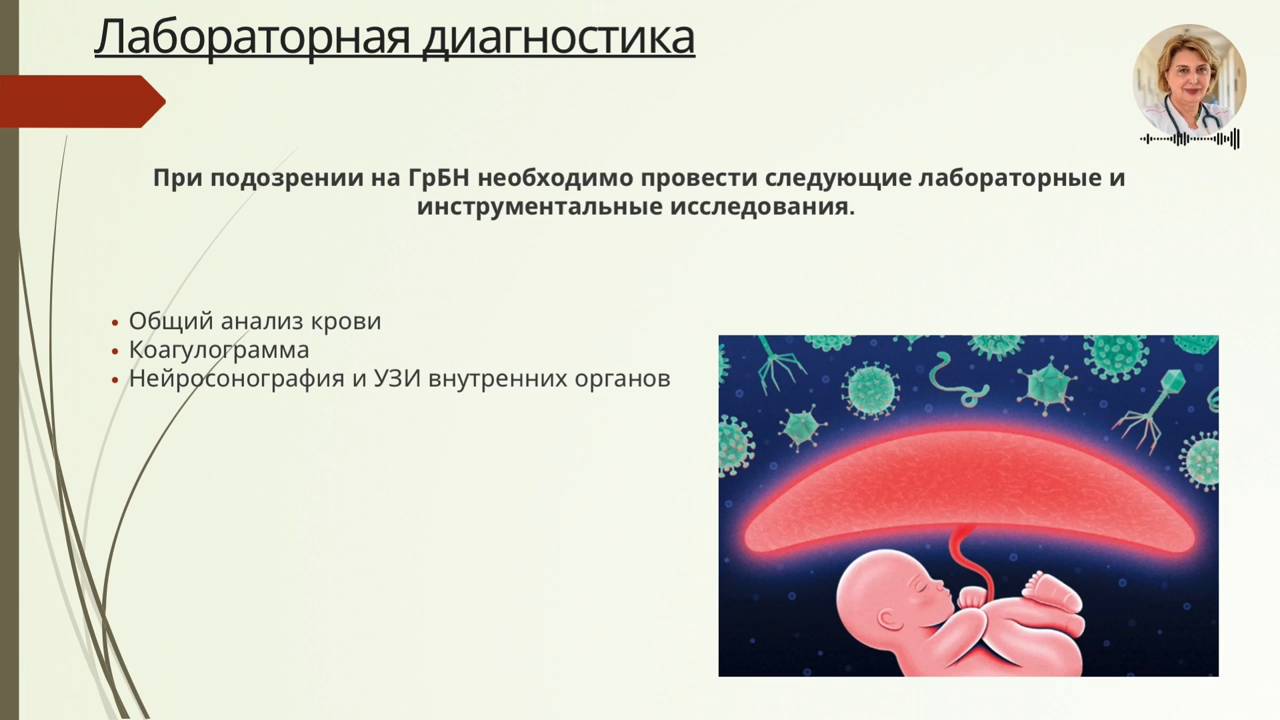 Лабораторная диагностика
При подозрении на ГрБН необходимо провести следующие лабораторные и
инструментальные исследования.
• Общий анализ крови
• Коагулограмма
• Нейросонография и УЗИ внутренних органов